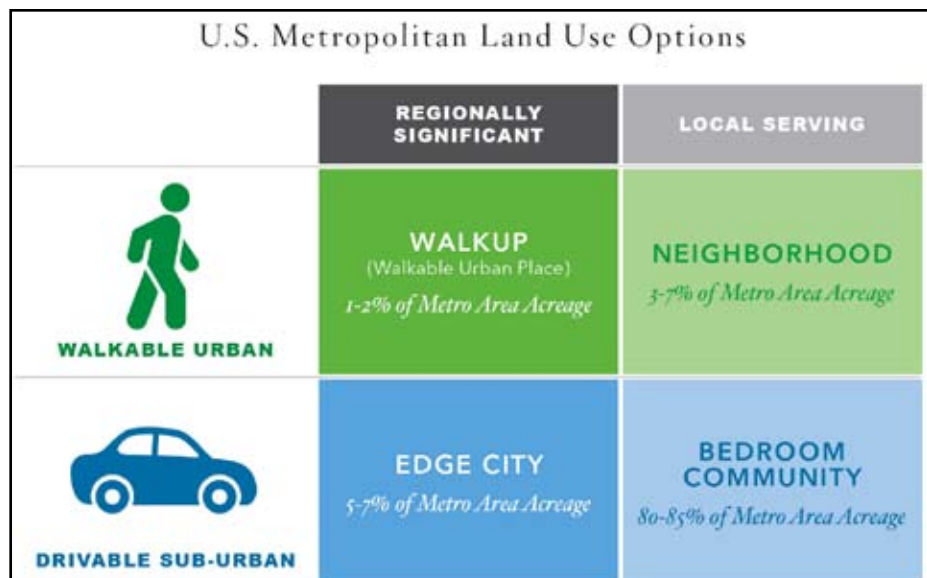 U.S. Metropolitan Land Use Options
REGIONALLY
SIGNIFICANT
LOCAL SERVING
WALKABLE URBAN
WALKUP
(Walkable Urban Place)
1-2% of Metro Area Acreage
NEIGHBORHOOD
3-7% of Metro Area Acreage
DRIVABLE SUB-URBAN
EDGE CITY
5-7% of Metro Area Acreage
BEDROOM
COMMUNITY
80-85% of Metro Area Acreage